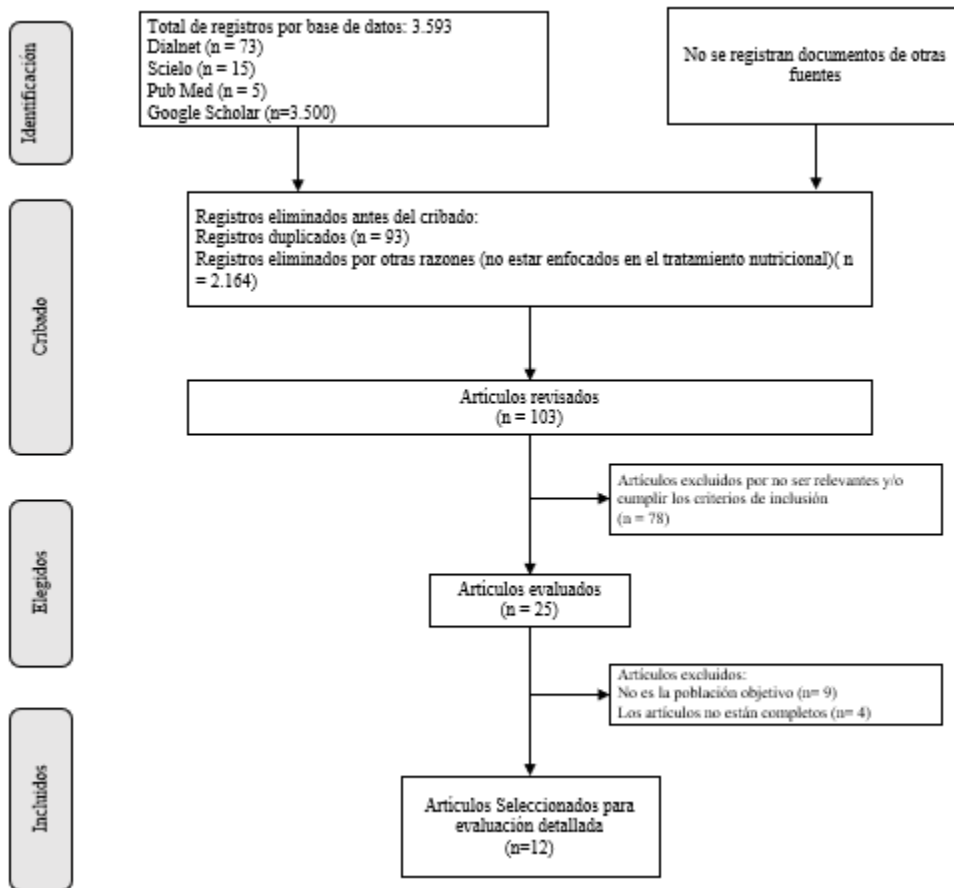 Identificación
Total de registros por base de datos: 3.593
Dialnet (n = 73)
Scielo (n = 15)
Pub Med (n = 5)
Google Scholar (n=3.500)
No se registran documentos de otras
fuentes
Cribado
Registros eliminados antes del cribado:
Registros duplicados (n = 93)
Registros eliminados por otras razones (no estar enfocados en el tratamiento nutricional)( n
= 2.164)
Artículos revisados
(n = 103)
Artículos excluidos por no ser relevantes y/o
cumplir los criterios de inclusión
(n = 78)
Elegidos
Artículos evaluados
(n = 25)
Artículos excluidos:
No es la población objetivo (n= 9)
Los artículos no están completos (n= 4)
Incluidos
Artículos Seleccionados para
evaluación detallada
(n=12)